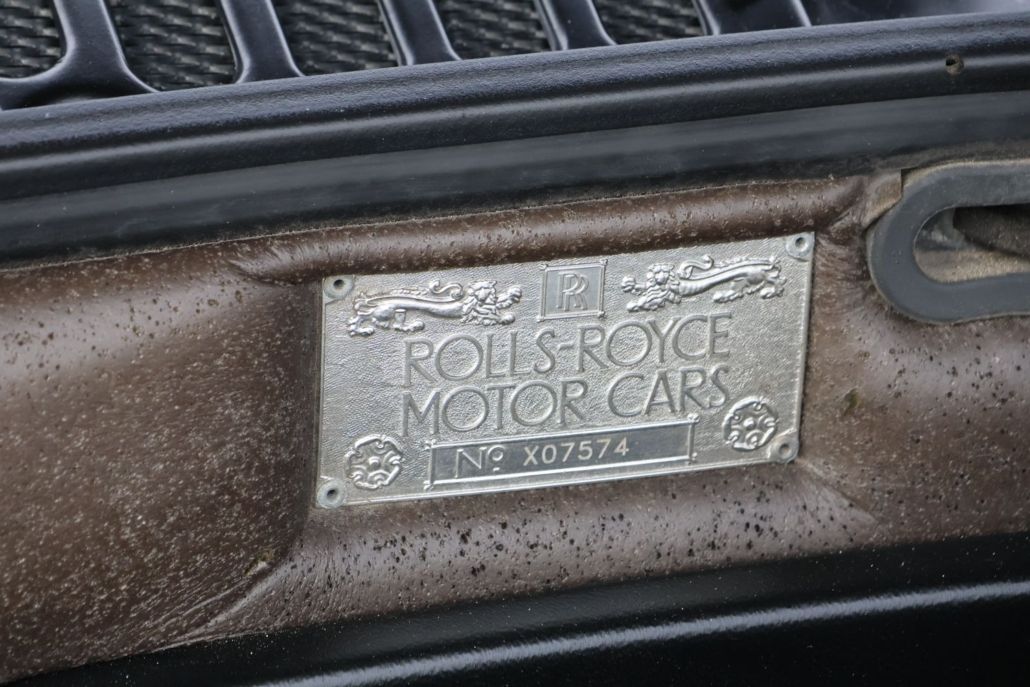 RR
ROLLS-ROYCE
MOTOR CARS
No X07574